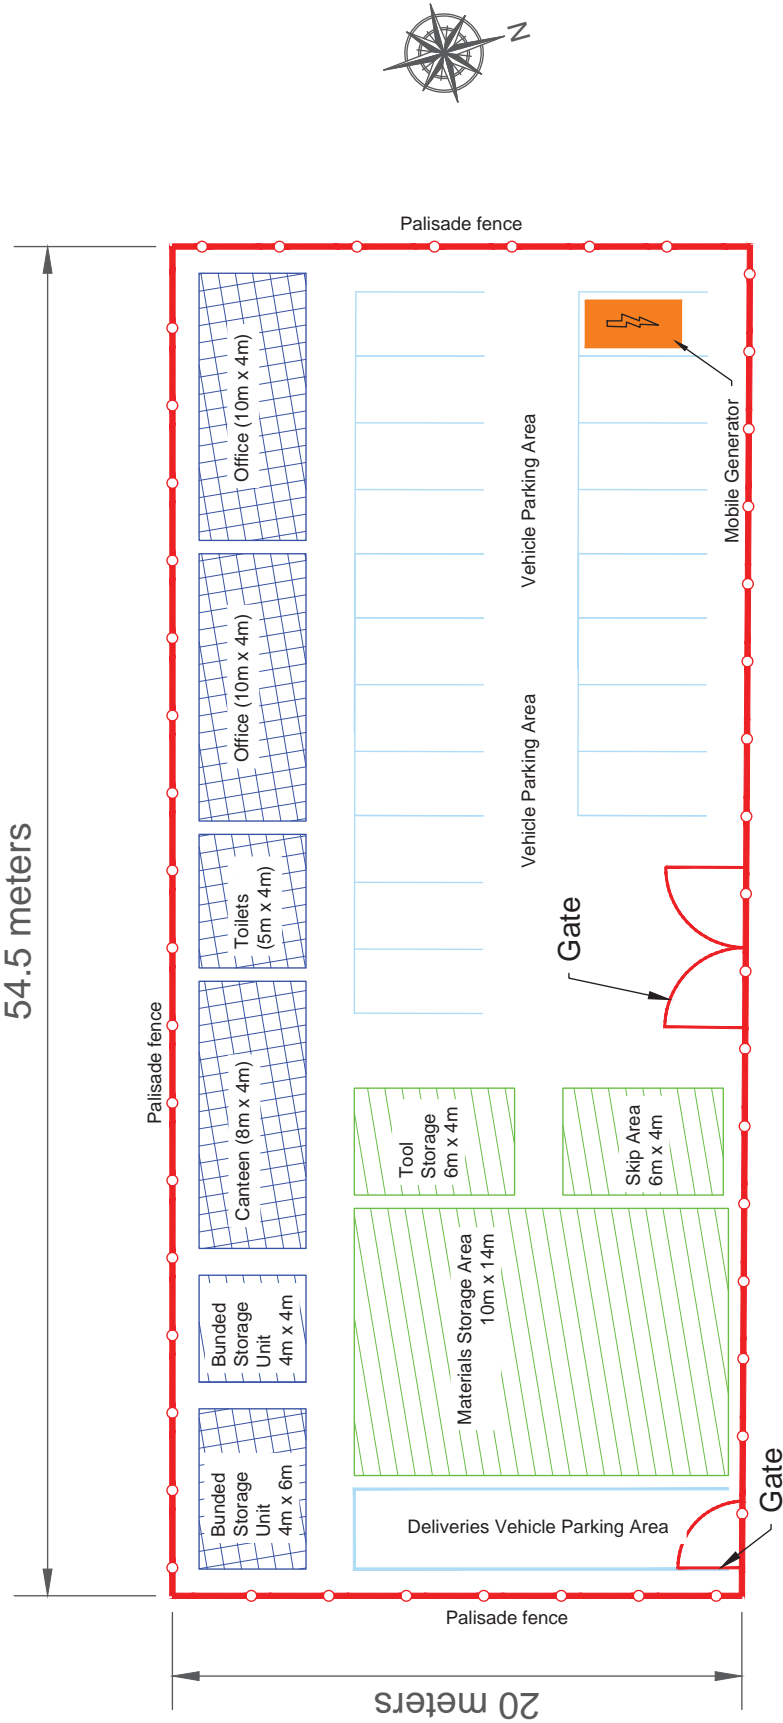 N
Palisade fence
54.5 meters
Office (10m x 4m)
Office (10m x 4m)
Toilets
(5m x 4m)
Canteen (8m x 4m)
Bunded
Storage
Unit
4m x 4m
Bunded
Storage
Unit
4m x 6m
Palisade fence
Vehicle Parking Area
Vehicle Parking Area
Mobile Generator
Gate
Tool
Storage
6m x 4m
Skip Area
6m x 4m
Materials Storage Area
10m x 14m
Deliveries Vehicle Parking Area
Gate
Palisade fence
20 meters